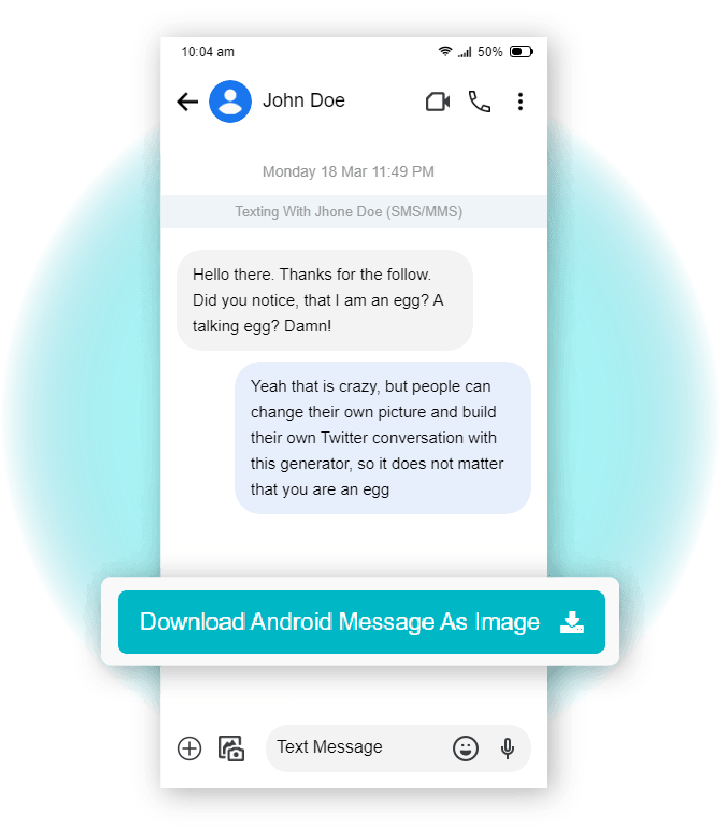 10:04 am 50%
John Doe
Monday 18 Mar 11:49 PM
Texting With Jhone Doe (SMS/MMS)
Hello there. Thanks for the follow.
Did you notice, that I am an egg? A
talking egg? Damn!
Yeah that is crazy, but people can
change their own picture and build
their own Twitter conversation with
this generator, so it does not matter
that you are an egg
Download Android Message As Image
Text Message